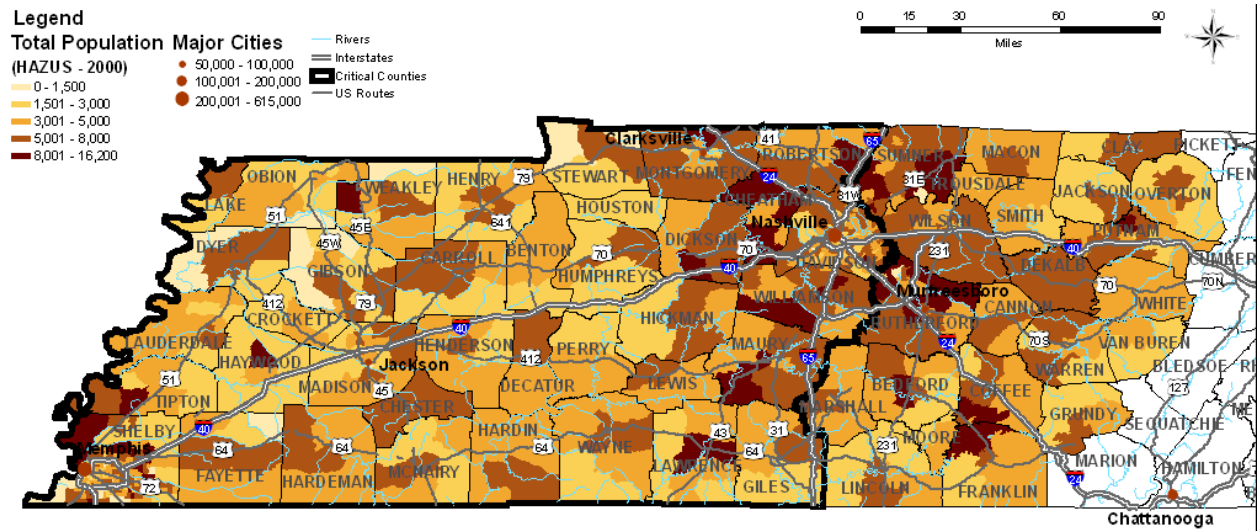 Legend
Total Population
(HAZUS - 2000)
0 - 1,500
1,501 - 3,000
3,001 - 5,000
5,001 - 8,000
8,001 - 16,200
Major Cities
50,000 - 100,000
100,001 - 200,000
200,001 - 615,000
Rivers
Interstates
Critical Counties
US Routes
0 15 30 60 90
Miles
Clarksville 41 65
ROBERTSON SUMNER MACON CLAY PICKETT
OBION WEAKLEY HENRY 79 STEWART MONTGOMERY 24 31E TROUSDALE JACKSON OVERTON FEN
LAKE 51 45E 641 HOUSTON CHEATHAM 31W SMITH
Nashville WILSON PUTNAM
DYER 45W BENTON 70 DICKSON 70 DAVIDSON 231 40 CUMBER
GIBSON CARROLL HUMPHREYS 40 DEKALB 70N
412 79 WILLIAMSON Murfreesboro CANNON 70 WHITE
CROCKETT 40 HICKMAN RUTHERFORD
LAUDERDALE HENDERSON 412 PERRY MAURY 65 24 70S VAN BUREN
HAYWOOD Jackson BLEDSOE
51 MADISON 45 DECATUR LEWIS BEDFORD COFFEE WARREN 127
TIPTON CHESTER MARSHALL GRUNDY
SHELBY 40 HARDIN 43 31 MOORE SEQUATCHIE
Memphis 64 64 64 WAYNE 64 231
72 FAYETTE HARDEMAN MCNAIRY LAWRENCE GILES LINCOLN FRANKLIN MARION HAMILTON
24
Chattanooga